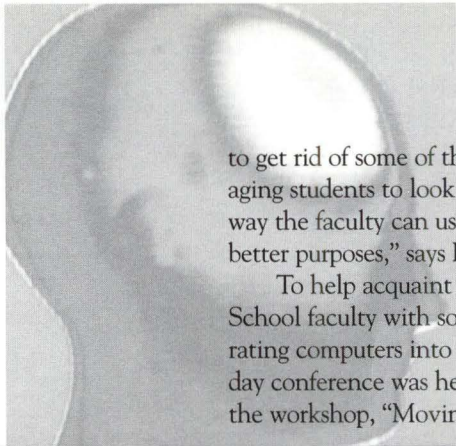 to get rid of some of th
aging students to look
way the faculty can us
better purposes,” says
To help acquaint
School faculty with so
rating computers into
day conference was he
the workshop, “Movin